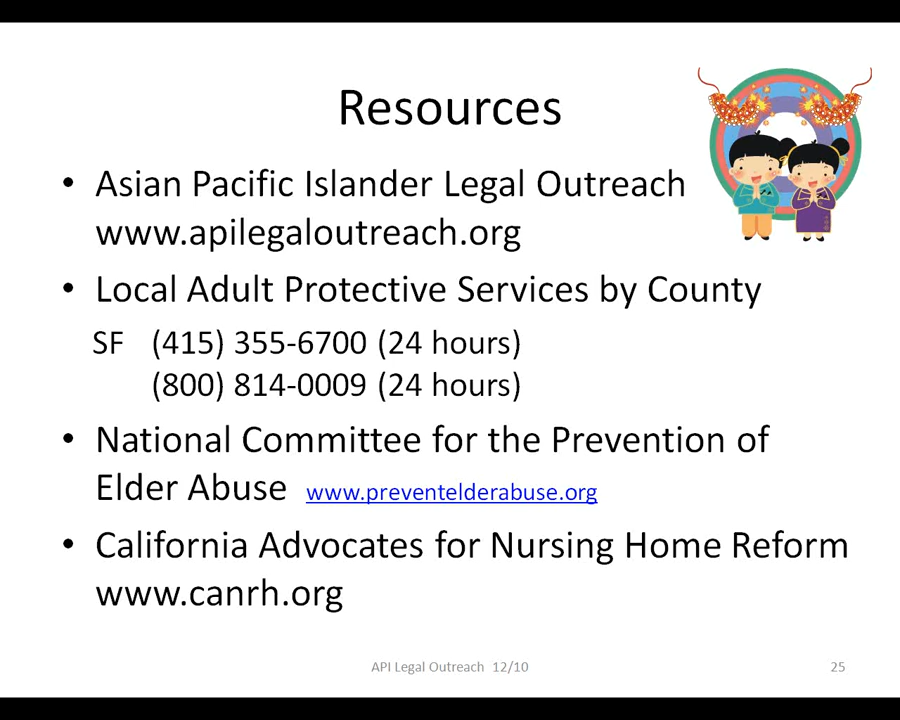 Resources
• Asian Pacific Islander Legal Outreach
www.apilegaloutreach.org
• Local Adult Protective Services by County
SF (415) 355-6700 (24 hours)
(800) 814-0009 (24 hours)
• National Committee for the Prevention of
Elder Abuse www.preventelderabuse.org
• California Advocates for Nursing Home Reform
www.canrh.org
API Legal Outreach 12/10
25